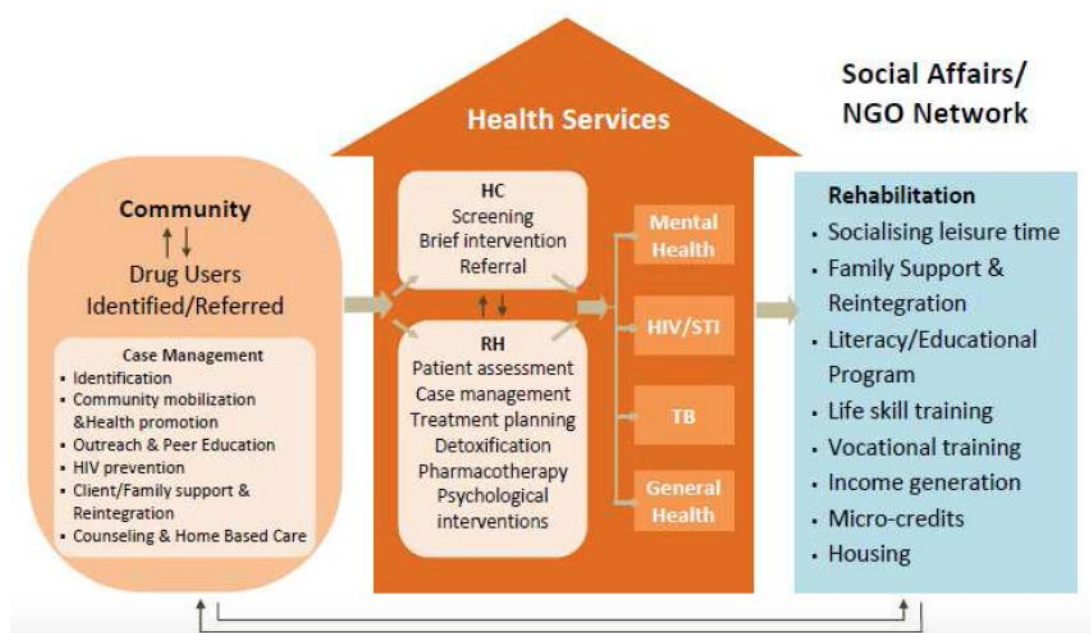 Community
Drug Users
Identified/Referred
Case Management
▪ Identification
▪ Community mobilization
&Health promotion
▪ Outreach & Peer Education
▪ HIV prevention
▪ Client/Family support &
Reintegration
▪ Counseling & Home Based Care
Health Services
HC
Screening
Brief intervention
Referral
RH
Patient assessment
Case management
Treatment planning
Detoxification
Pharmacotherapy
Psychological
interventions
Mental
Health
HIV/STI
TB
General
Health
Social Affairs/
NGO Network
Rehabilitation
• Socialising leisure time
• Family Support &
Reintegration
• Literacy/Educational
Program
• Life skill training
• Vocational training
• Income generation
• Micro-credits
• Housing